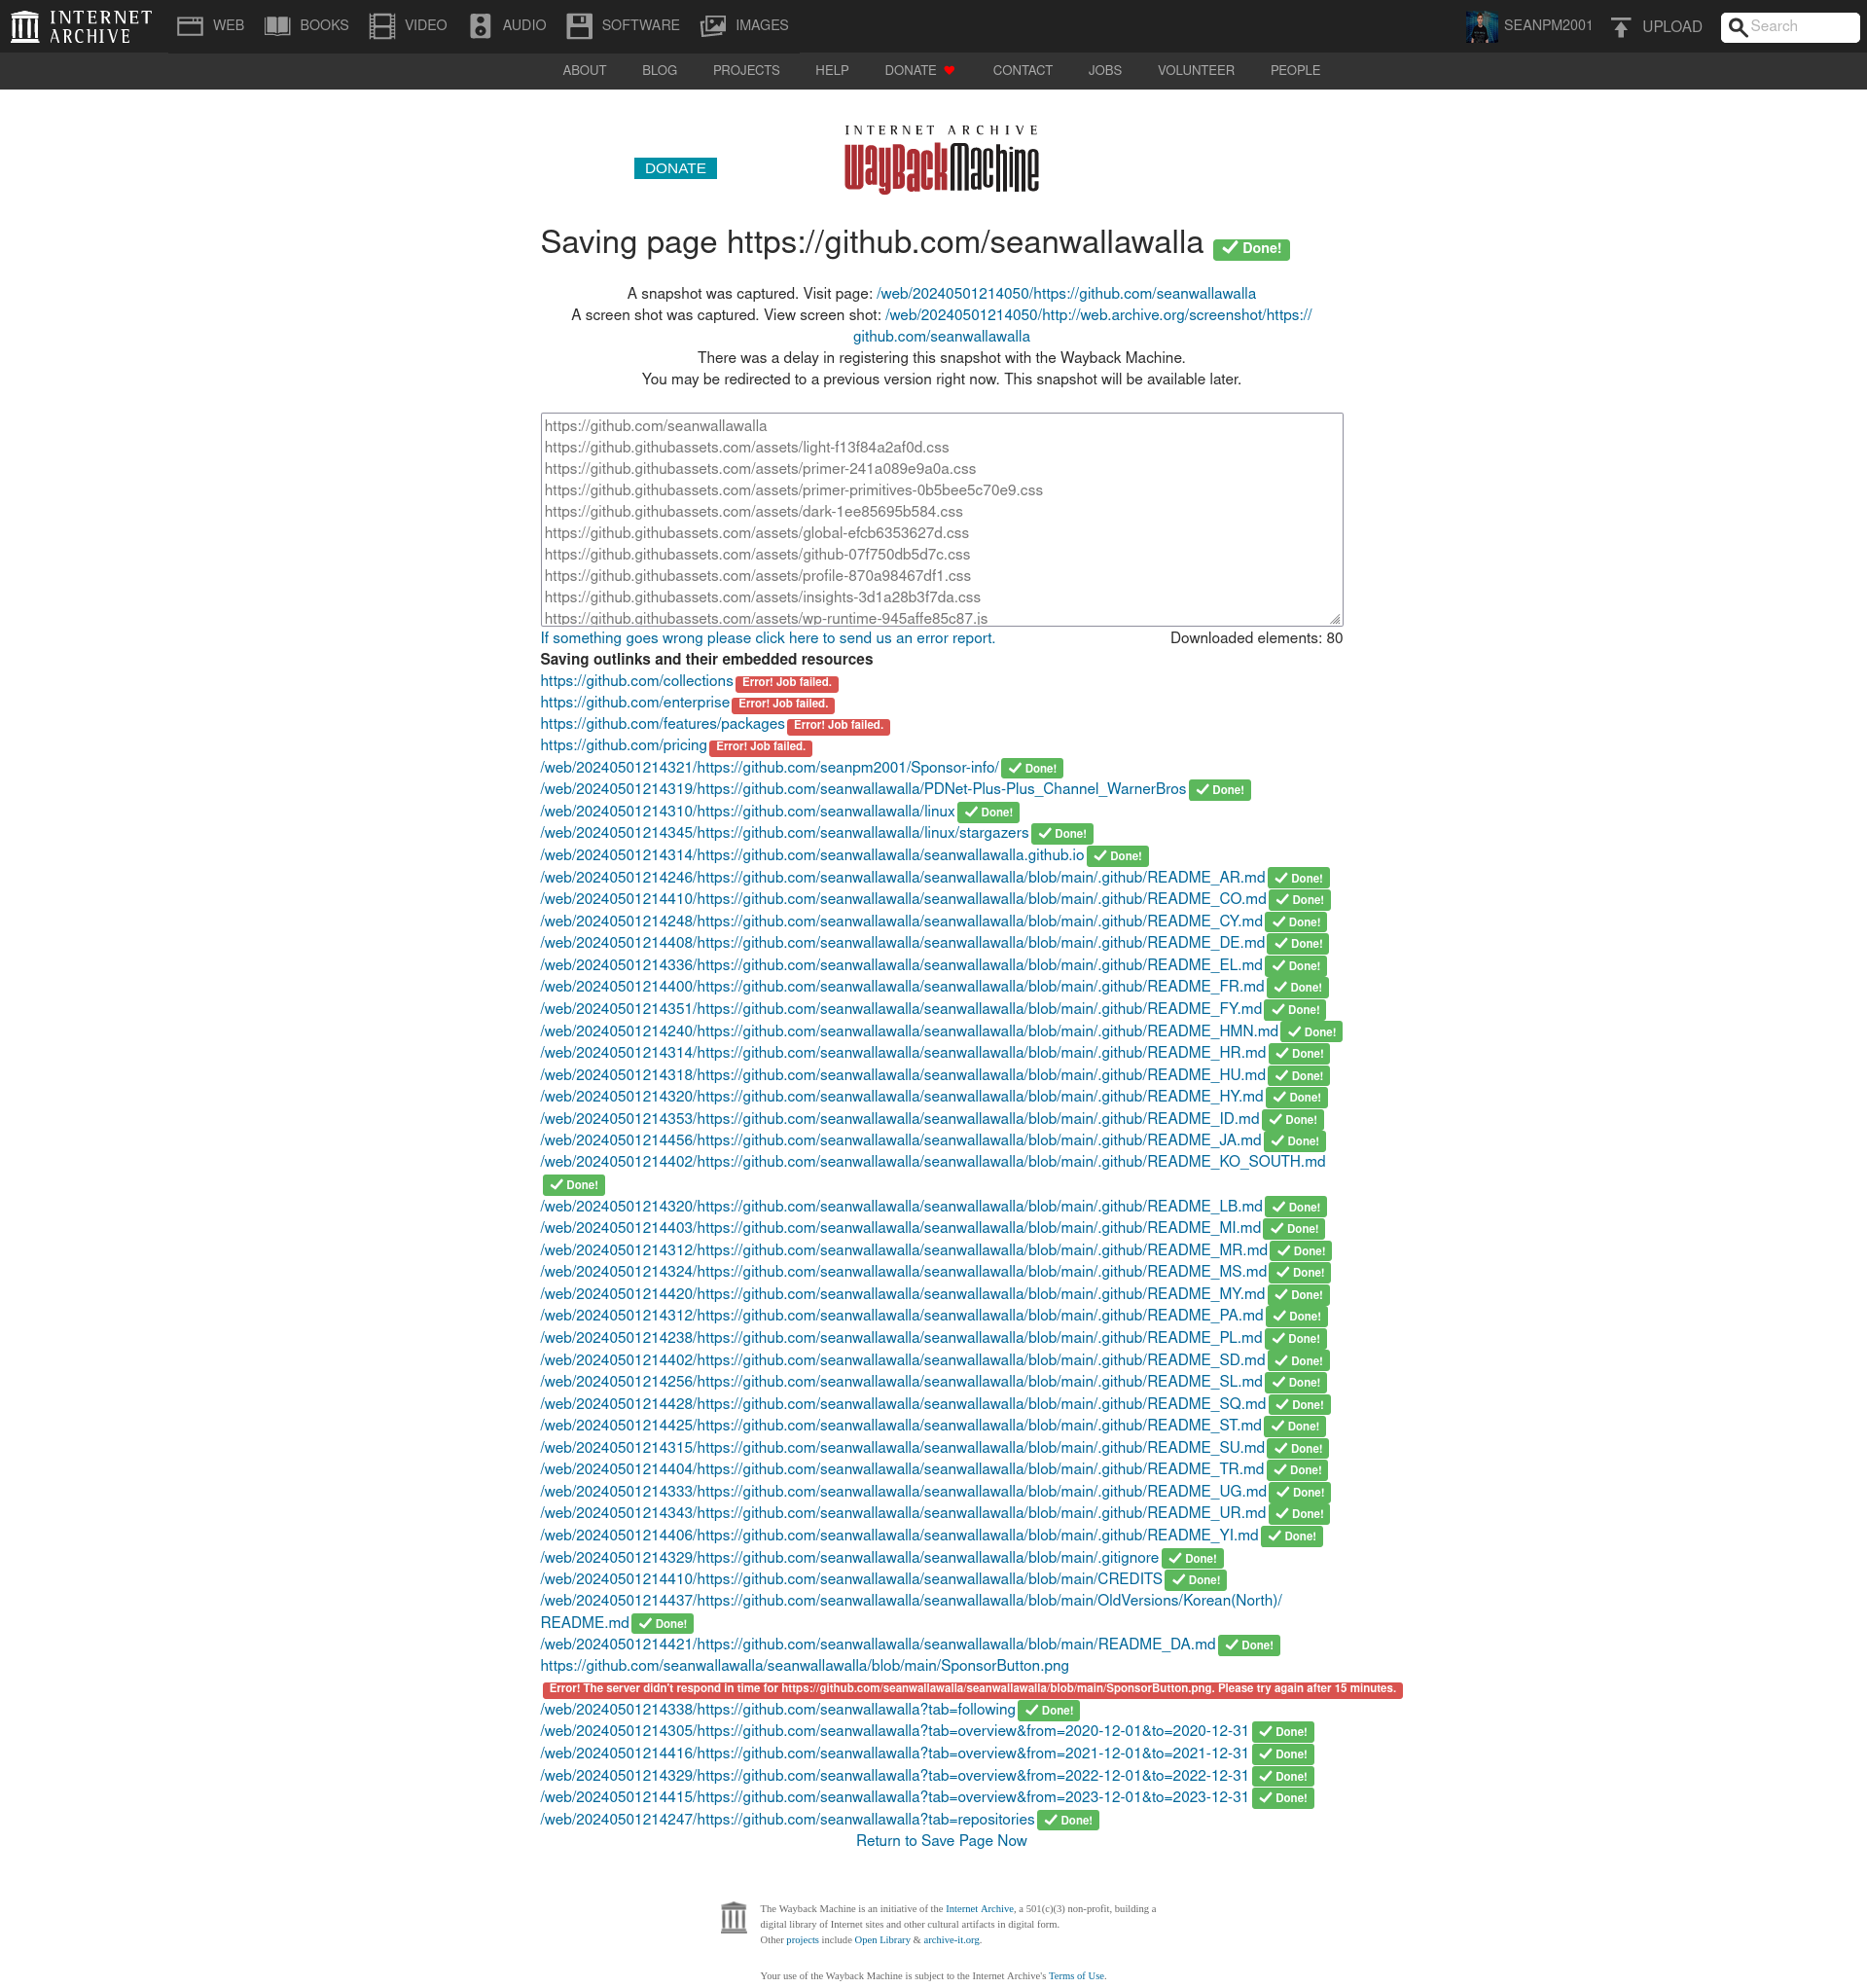 INTERNET ARCHIVE WEB BOOKS VIDEO AUDIO SOFTWARE IMAGES SEANPM2001 UPLOAD Search
ABOUT BLOG PROJECTS HELP DONATE CONTACT JOBS VOLUNTEER PEOPLE
INTERNET ARCHIVE
WayBackMachine
DONATE
Saving page https://github.com/seanwallawalla Done!
A snapshot was captured. Visit page: /web/20240501214050/https://github.com/seanwallawalla
A screen shot was captured. View screen shot: /web/20240501214050/http://web.archive.org/screenshot/https://
github.com/seanwallawalla
There was a delay in registering this snapshot with the Wayback Machine.
You may be redirected to a previous version right now. This snapshot will be available later.
https://github.com/seanwallawalla
https://github.githubassets.com/assets/light-f13f84a2af0d.css
https://github.githubassets.com/assets/primer-241a089e9a0a.css
https://github.githubassets.com/assets/primer-primitives-0b5bee5c70e9.css
https://github.githubassets.com/assets/dark-1ee85695b584.css
https://github.githubassets.com/assets/global-efcb6353627d.css
https://github.githubassets.com/assets/github-07f750db5d7c.css
https://github.githubassets.com/assets/profile-870a98467df1.css
https://github.githubassets.com/assets/insights-3d1a28b3f7da.css
https://github.githubassets.com/assets/wp-runtime-945affe85c87.js
If something goes wrong please click here to send us an error report. Downloaded elements: 80
Saving outlinks and their embedded resources
https://github.com/collections Error! Job failed.
https://github.com/enterprise Error! Job failed.
https://github.com/features/packages Error! Job failed.
https://github.com/pricing Error! Job failed.
/web/20240501214321/https://github.com/seanpm2001/Sponsor-info/ Done!
/web/20240501214319/https://github.com/seanwallawalla/PDNet-Plus-Plus_Channel_WarnerBros Done!
/web/20240501214310/https://github.com/seanwallawalla/linux Done!
/web/20240501214345/https://github.com/seanwallawalla/linux/stargazers Done!
/web/20240501214314/https://github.com/seanwallawalla/seanwallawalla.github.io Done!
/web/20240501214246/https://github.com/seanwallawalla/seanwallawalla/blob/main/.github/README_AR.md Done!
/web/20240501214410/https://github.com/seanwallawalla/seanwallawalla/blob/main/.github/README_CO.md Done!
/web/20240501214248/https://github.com/seanwallawalla/seanwallawalla/blob/main/.github/README_CY.md Done!
/web/20240501214408/https://github.com/seanwallawalla/seanwallawalla/blob/main/.github/README_DE.md Done!
/web/20240501214336/https://github.com/seanwallawalla/seanwallawalla/blob/main/.github/README_EL.md Done!
/web/20240501214400/https://github.com/seanwallawalla/seanwallawalla/blob/main/.github/README_FR.md Done!
/web/20240501214351/https://github.com/seanwallawalla/seanwallawalla/blob/main/.github/README_FY.md Done!
/web/20240501214240/https://github.com/seanwallawalla/seanwallawalla/blob/main/.github/README_HMN.md Done!
/web/20240501214314/https://github.com/seanwallawalla/seanwallawalla/blob/main/.github/README_HR.md Done!
/web/20240501214318/https://github.com/seanwallawalla/seanwallawalla/blob/main/.github/README_HU.md Done!
/web/20240501214320/https://github.com/seanwallawalla/seanwallawalla/blob/main/.github/README_HY.md Done!
/web/20240501214353/https://github.com/seanwallawalla/seanwallawalla/blob/main/.github/README_ID.md Done!
/web/20240501214456/https://github.com/seanwallawalla/seanwallawalla/blob/main/.github/README_JA.md Done!
/web/20240501214402/https://github.com/seanwallawalla/seanwallawalla/blob/main/.github/README_KO_SOUTH.md
Done!
/web/20240501214320/https://github.com/seanwallawalla/seanwallawalla/blob/main/.github/README_LB.md Done!
/web/20240501214403/https://github.com/seanwallawalla/seanwallawalla/blob/main/.github/README_MI.md Done!
/web/20240501214312/https://github.com/seanwallawalla/seanwallawalla/blob/main/.github/README_MR.md Done!
/web/20240501214324/https://github.com/seanwallawalla/seanwallawalla/blob/main/.github/README_MS.md Done!
/web/20240501214420/https://github.com/seanwallawalla/seanwallawalla/blob/main/.github/README_MY.md Done!
/web/20240501214312/https://github.com/seanwallawalla/seanwallawalla/blob/main/.github/README_PA.md Done!
/web/20240501214238/https://github.com/seanwallawalla/seanwallawalla/blob/main/.github/README_PL.md Done!
/web/20240501214402/https://github.com/seanwallawalla/seanwallawalla/blob/main/.github/README_SD.md Done!
/web/20240501214256/https://github.com/seanwallawalla/seanwallawalla/blob/main/.github/README_SL.md Done!
/web/20240501214428/https://github.com/seanwallawalla/seanwallawalla/blob/main/.github/README_SQ.md Done!
/web/20240501214425/https://github.com/seanwallawalla/seanwallawalla/blob/main/.github/README_ST.md Done!
/web/20240501214315/https://github.com/seanwallawalla/seanwallawalla/blob/main/.github/README_SU.md Done!
/web/20240501214404/https://github.com/seanwallawalla/seanwallawalla/blob/main/.github/README_TR.md Done!
/web/20240501214333/https://github.com/seanwallawalla/seanwallawalla/blob/main/.github/README_UG.md Done!
/web/20240501214343/https://github.com/seanwallawalla/seanwallawalla/blob/main/.github/README_UR.md Done!
/web/20240501214406/https://github.com/seanwallawalla/seanwallawalla/blob/main/.github/README_YI.md Done!
/web/20240501214329/https://github.com/seanwallawalla/seanwallawalla/blob/main/.gitignore Done!
/web/20240501214410/https://github.com/seanwallawalla/seanwallawalla/blob/main/CREDITS Done!
/web/20240501214437/https://github.com/seanwallawalla/seanwallawalla/blob/main/OldVersions/Korean(North)/
README.md Done!
/web/20240501214421/https://github.com/seanwallawalla/seanwallawalla/blob/main/README_DA.md Done!
https://github.com/seanwallawalla/seanwallawalla/blob/main/SponsorButton.png
Error! The server didn't respond in time for https://github.com/seanwallawalla/seanwallawalla/blob/main/SponsorButton.png. Please try again after 15 minutes.
/web/20240501214338/https://github.com/seanwallawalla?tab=following Done!
/web/20240501214305/https://github.com/seanwallawalla?tab=overview&from=2020-12-01&to=2020-12-31 Done!
/web/20240501214416/https://github.com/seanwallawalla?tab=overview&from=2021-12-01&to=2021-12-31 Done!
/web/20240501214329/https://github.com/seanwallawalla?tab=overview&from=2022-12-01&to=2022-12-31 Done!
/web/20240501214415/https://github.com/seanwallawalla?tab=overview&from=2023-12-01&to=2023-12-31 Done!
/web/20240501214247/https://github.com/seanwallawalla?tab=repositories Done!
Return to Save Page Now
The Wayback Machine is an initiative of the Internet Archive, a 501(c)(3) non-profit, building a
digital library of Internet sites and other cultural artifacts in digital form.
Other projects include Open Library & archive-it.org.
Your use of the Wayback Machine is subject to the Internet Archive's Terms of Use.